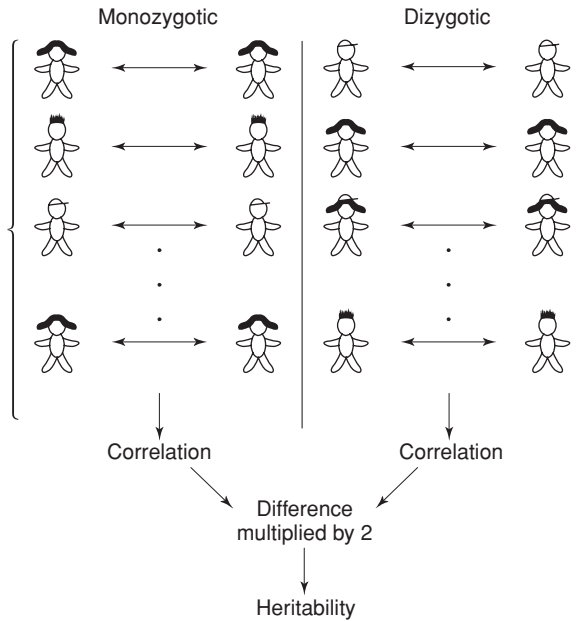 Monozygotic
Dizygotic
Correlation
Correlation
Difference
multiplied by 2
Heritability